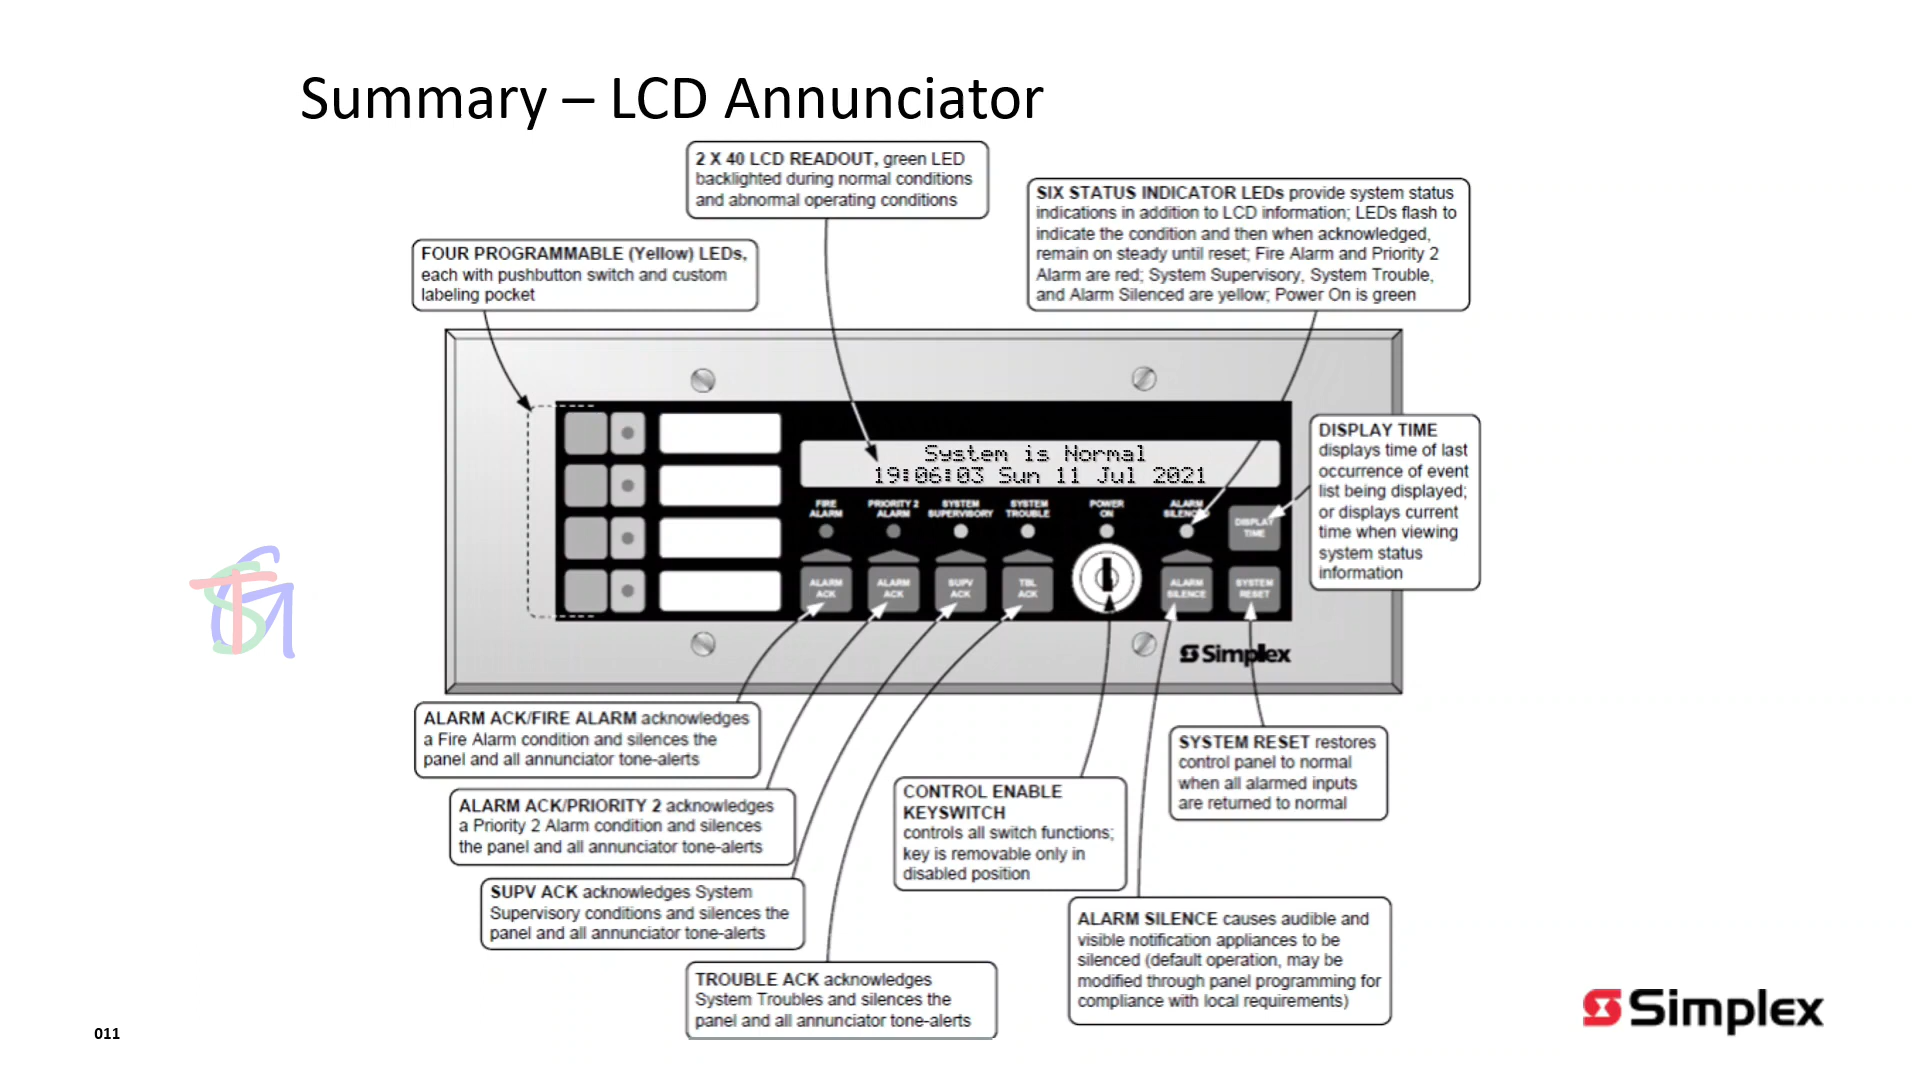 Summary – LCD Annunciator
2 X 40 LCD READOUT, green LED
backlighted during normal conditions
and abnormal operating conditions
SIX STATUS INDICATOR LEDs provide system status
indications in addition to LCD information; LEDs flash to
indicate the condition and then when acknowledged,
remain on steady until reset; Fire Alarm and Priority 2
Alarm are red; System Supervisory, System Trouble,
and Alarm Silenced are yellow; Power On is green
FOUR PROGRAMMABLE (Yellow) LEDs,
each with pushbutton switch and custom
labeling pocket
System is Normal
19:06:03 Sun 11 Jul 2021
FIRE
ALARM
PRIORITY 2
ALARM
SYSTEM
SUPERVISORY
SYSTEM
TROUBLE
POWER
ON
ALARM
SILENCED
DISPLAY
TIME
ALARM
ACK
ALARM
ACK
SUPV
ACK
TBL
ACK
ALARM
SILENCE
SYSTEM
RESET
Simplex
DISPLAY TIME
displays time of last
occurrence of event
list being displayed;
or displays current
time when viewing
system status
information
ALARM ACK/FIRE ALARM acknowledges
a Fire Alarm condition and silences the
panel and all annunciator tone-alerts
ALARM ACK/PRIORITY 2 acknowledges
a Priority 2 Alarm condition and silences
the panel and all annunciator tone-alerts
SUPV ACK acknowledges System
Supervisory conditions and silences the
panel and all annunciator tone-alerts
TROUBLE ACK acknowledges
System Troubles and silences the
panel and all annunciator tone-alerts
CONTROL ENABLE
KEYSWITCH
controls all switch functions;
key is removable only in
disabled position
SYSTEM RESET restores
control panel to normal
when all alarmed inputs
are returned to normal
ALARM SILENCE causes audible and
visible notification appliances to be
silenced (default operation, may be
modified through panel programming for
compliance with local requirements)
011
Simplex